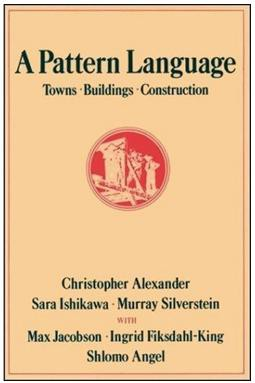 A Pattern Language
Towns · Buildings · Construction
Christopher Alexander
Sara Ishikawa · Murray Silverstein
WITH
Max Jacobson · Ingrid Fiksdahl-King
Shlomo Angel